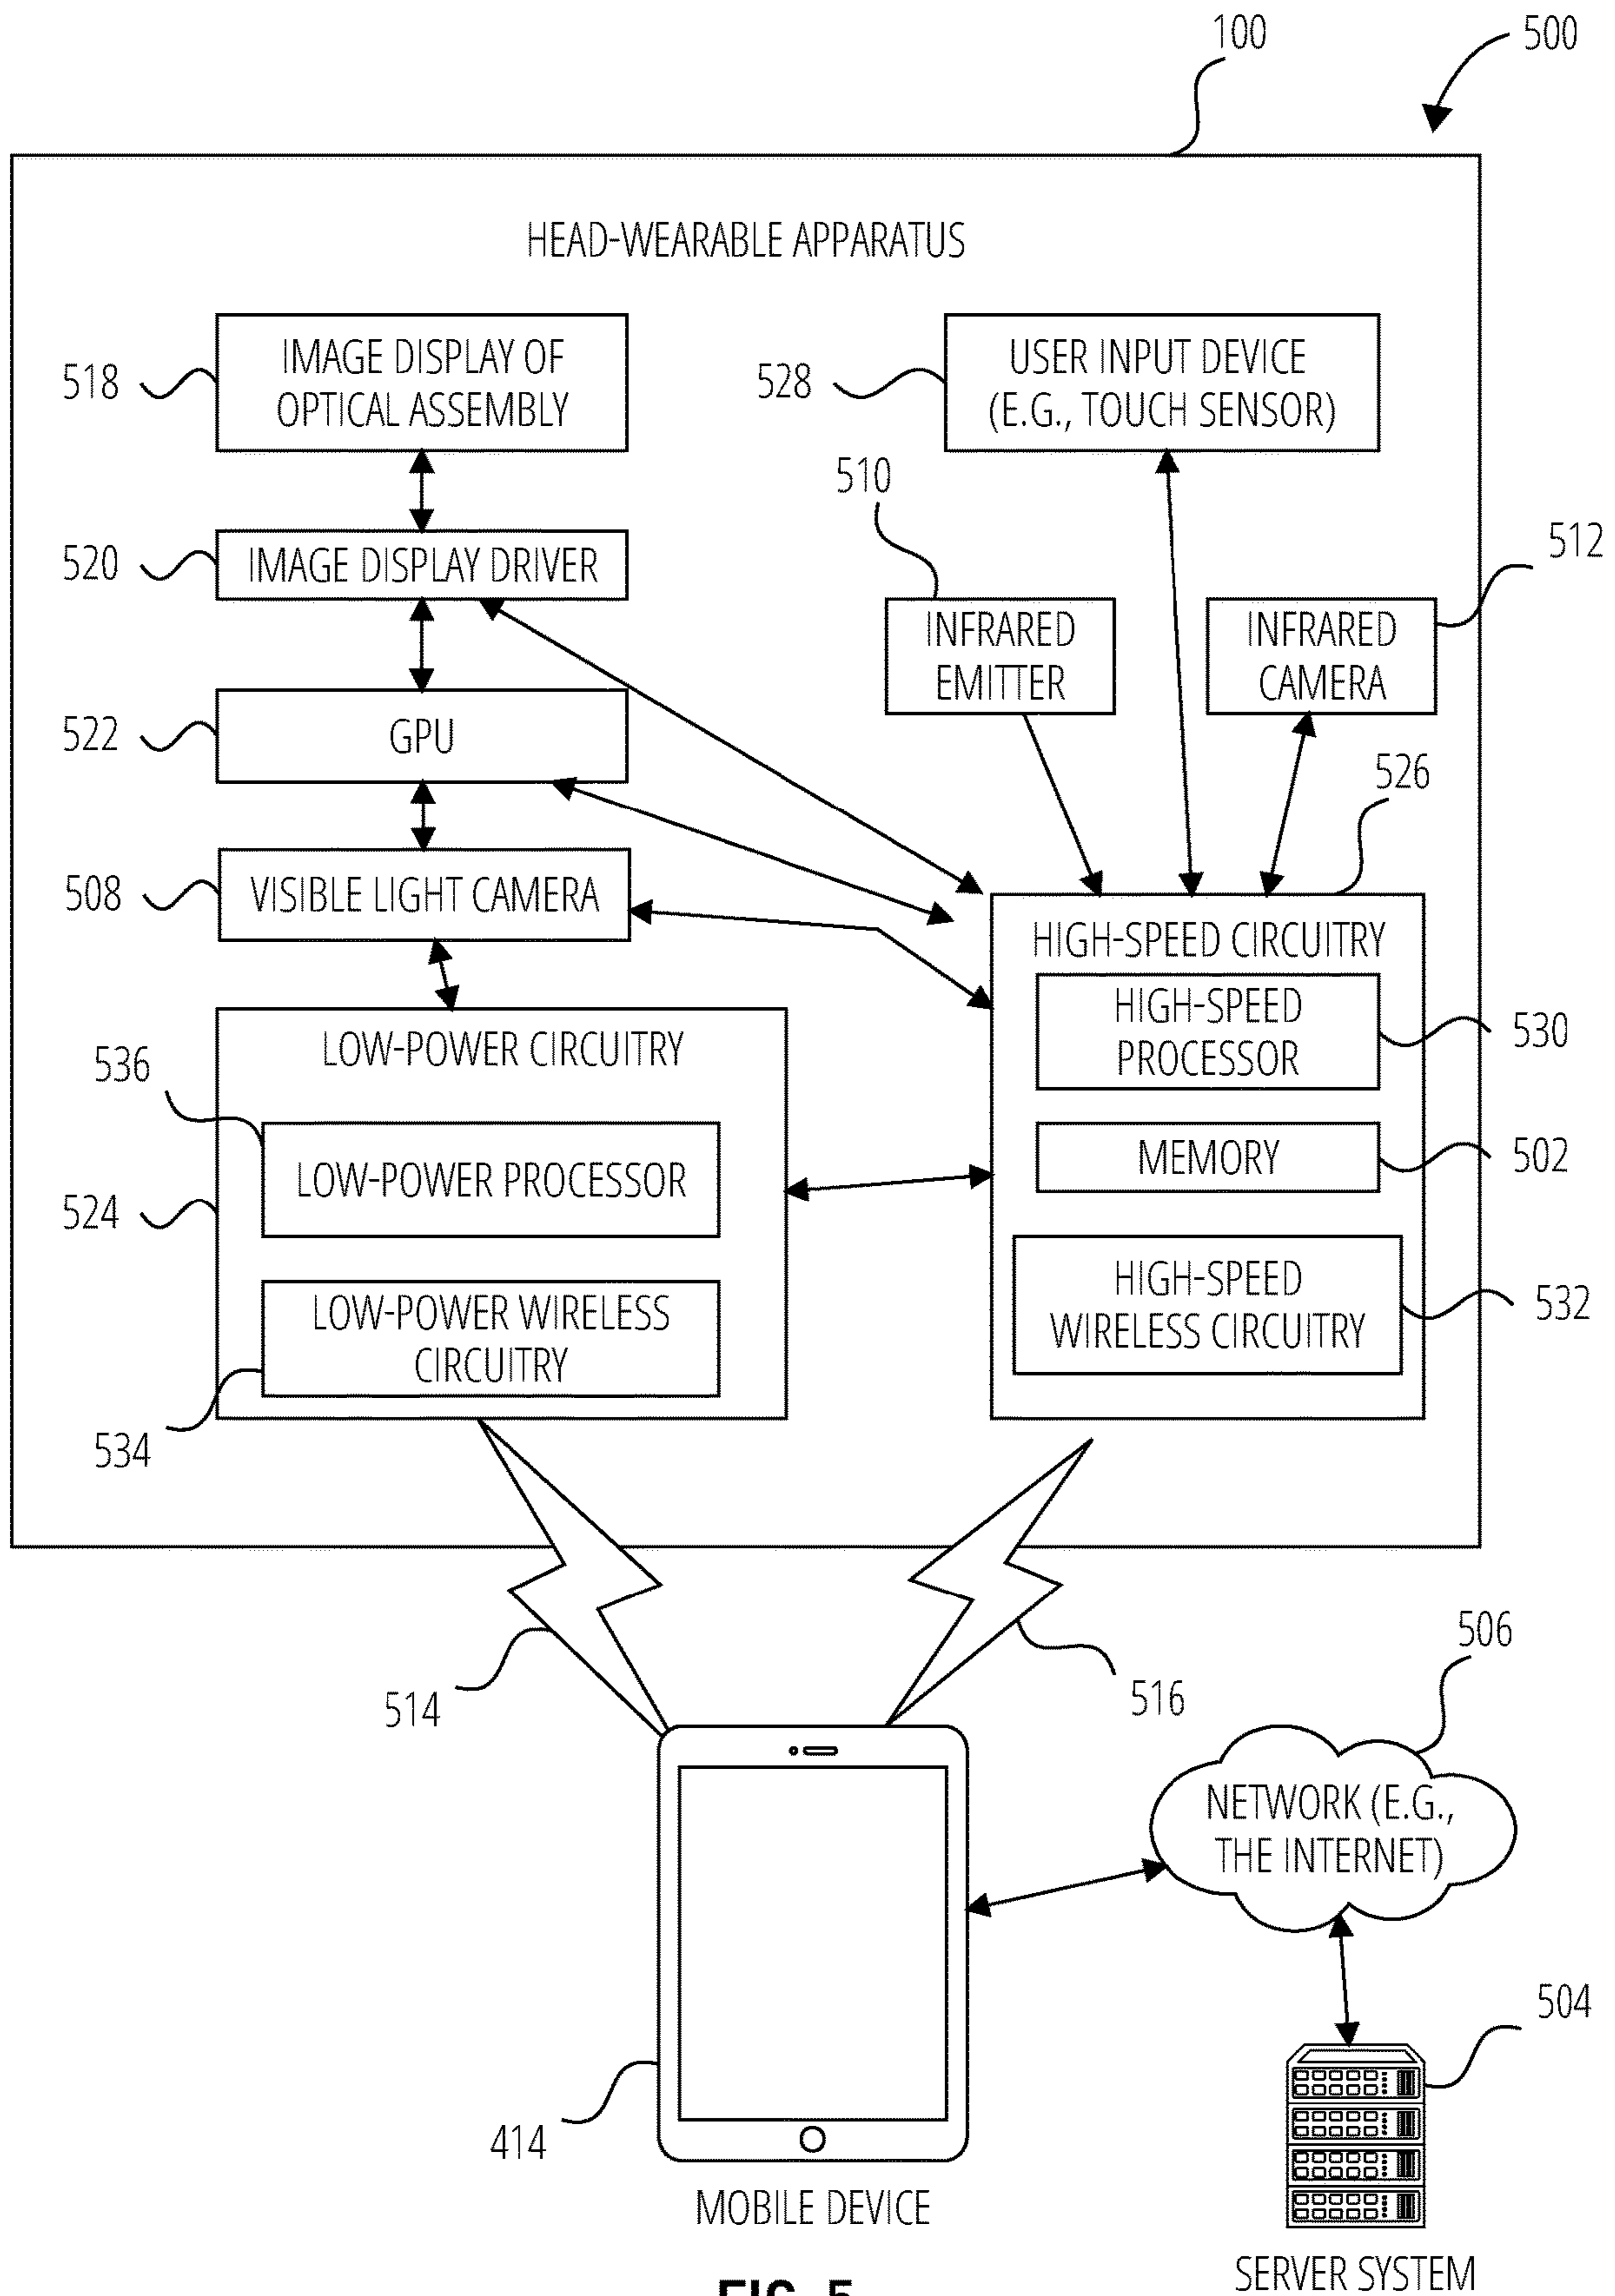 100
500
HEAD-WEARABLE APPARATUS
518
IMAGE DISPLAY OF
OPTICAL ASSEMBLY
528
USER INPUT DEVICE
(E.G., TOUCH SENSOR)
510
512
520
IMAGE DISPLAY DRIVER
INFRARED
EMITTER
INFRARED
CAMERA
522
GPU
526
508
VISIBLE LIGHT CAMERA
HIGH-SPEED CIRCUITRY
HIGH-SPEED
PROCESSOR
530
LOW-POWER CIRCUITRY
536
LOW-POWER PROCESSOR
MEMORY
502
524
LOW-POWER WIRELESS
CIRCUITRY
HIGH-SPEED
WIRELESS CIRCUITRY
532
534
514
516
506
NETWORK (E.G.,
THE INTERNET)
504
414
MOBILE DEVICE
SERVER SYSTEM
FIG. 5